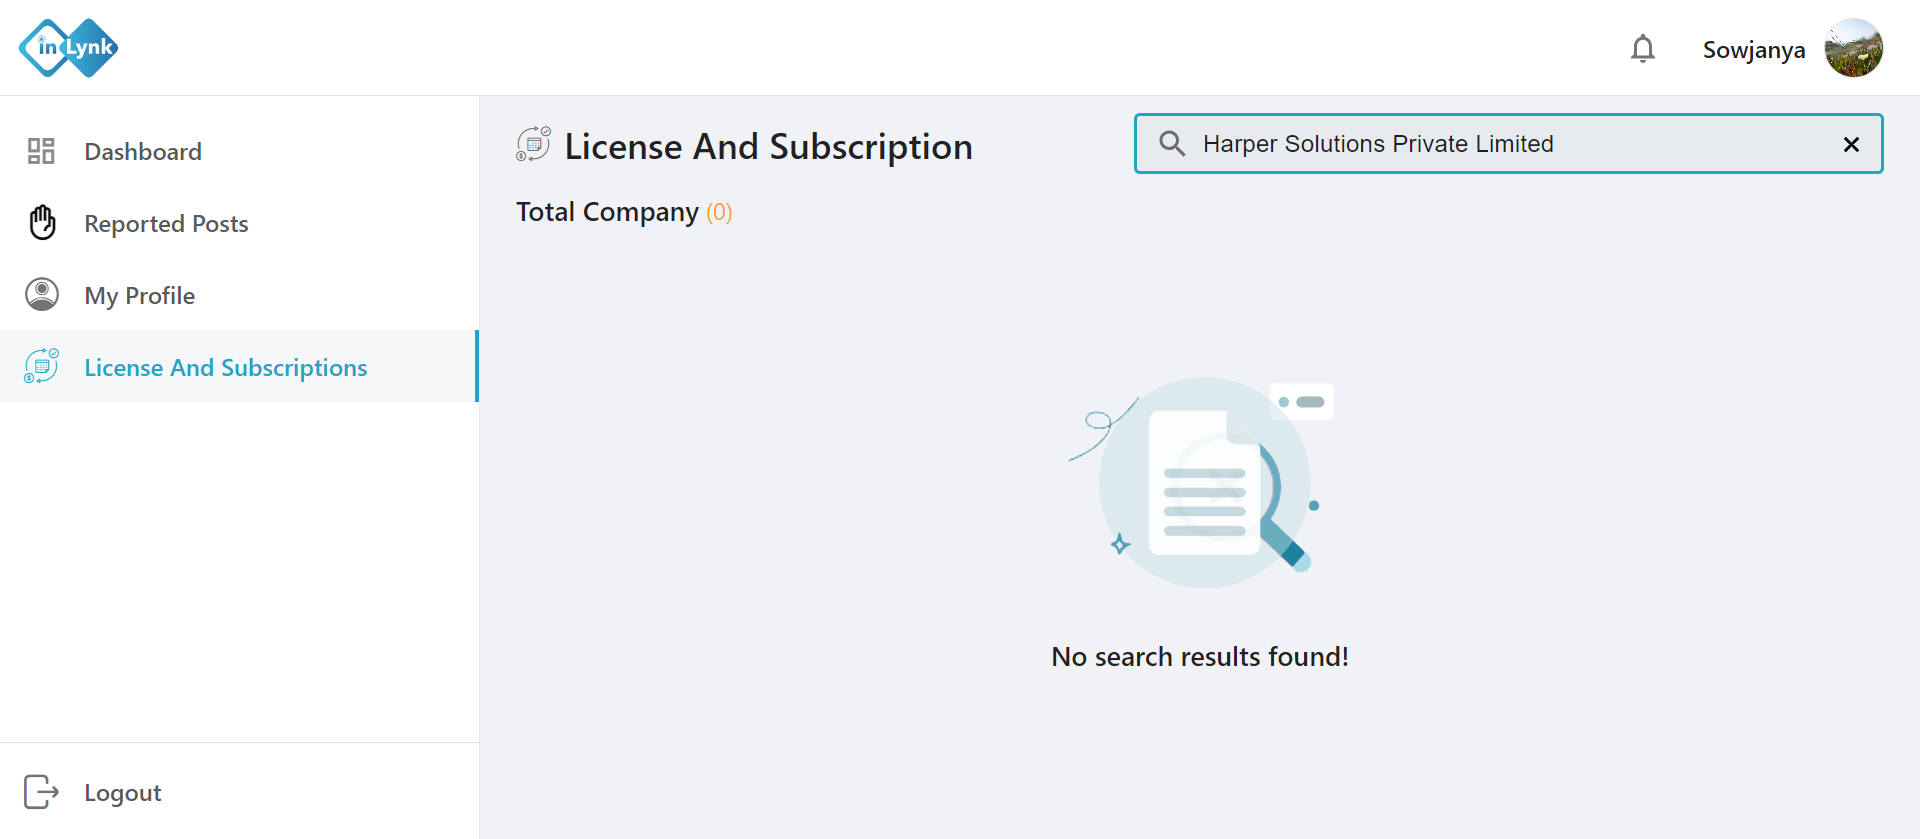 inLynk
Sowjanya
Dashboard
Reported Posts
My Profile
License And Subscriptions
Logout
License And Subscription
Harper Solutions Private Limited
Total Company (0)
No search results found!